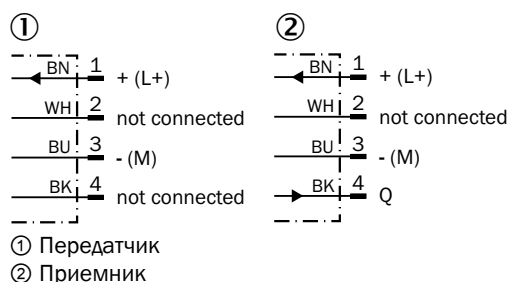 ① ②
BN 1 + (L+) BN 1 + (L+)
WH 2 not connected WH 2 not connected
BU 3 - (M) BU 3 - (M)
BK 4 not connected BK 4 Q
① Передатчик
② Приемник